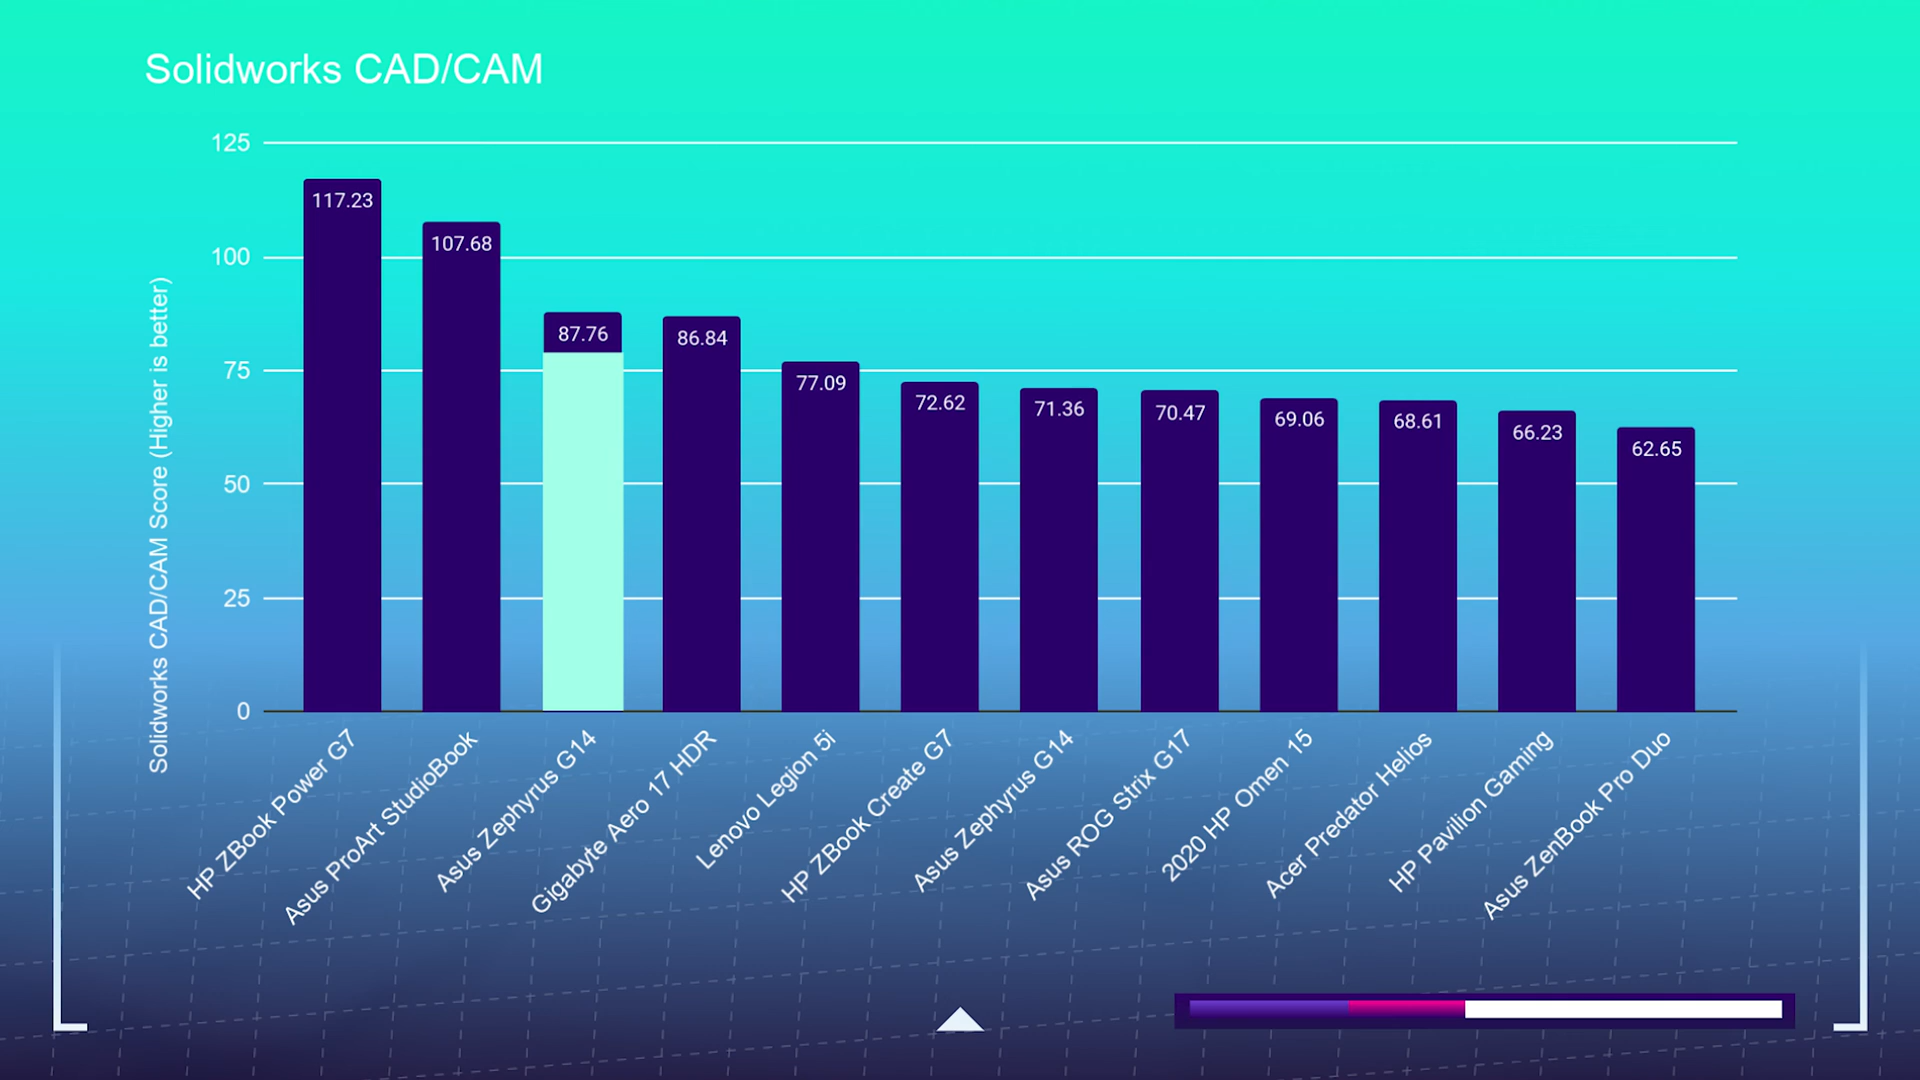 Solidworks CAD/CAM
Solidworks CAD/CAM Score (Higher is better)
125
100
75
50
25
0
117.23
107.68
87.76
86.84
77.09
72.62
71.36
70.47
69.06
68.61
66.23
62.65
HP ZBook Power G7
Asus ProArt StudioBook
Asus Zephyrus G14
Gigabyte Aero 17 HDR
Lenovo Legion 5i
HP ZBook Create G7
Asus Zephyrus G14
Asus ROG Strix G17
2020 HP Omen 15
Acer Predator Helios
HP Pavilion Gaming
Asus ZenBook Pro Duo